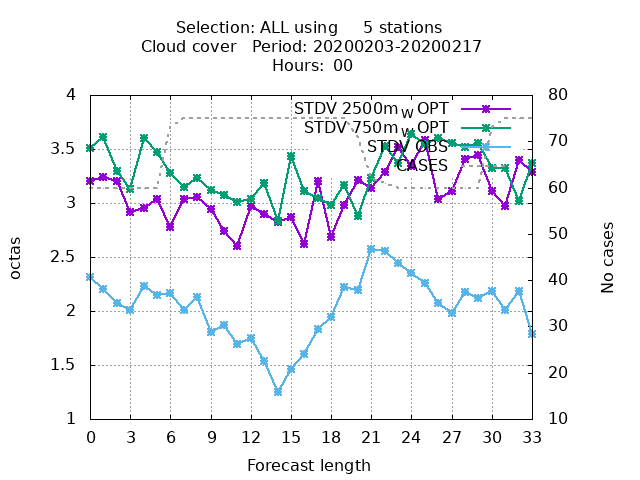 Selection: ALL using     5 stations
Cloud cover   Period: 20200203-20200217
Hours:  00
STDV 2500m_w OPT
STDV 750m_w OPT
STDV OBS
CASES
4
3.5
3
2.5
2
1.5
1
80
70
60
50
40
30
20
10
octas
No cases
0 3 6 9 12 15 18 21 24 27 30 33
Forecast length